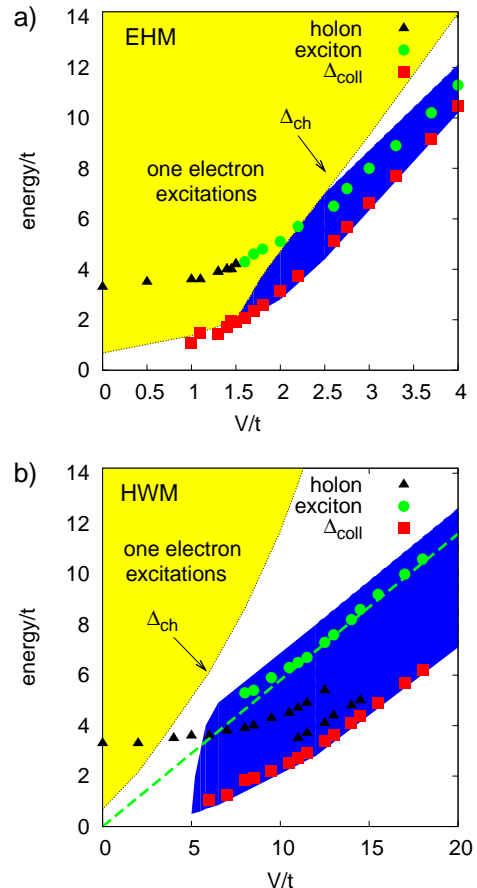 a)
EHM
holon
exciton
Δcoll
Δch
one electron
excitations
energy/t
14
12
10
8
6
4
2
0
0 0.5 1 1.5 2 2.5 3 3.5 4
V/t
b)
HWM
holon
exciton
Δcoll
one electron
excitations
Δch
energy/t
14
12
10
8
6
4
2
0
0 5 10 15 20
V/t